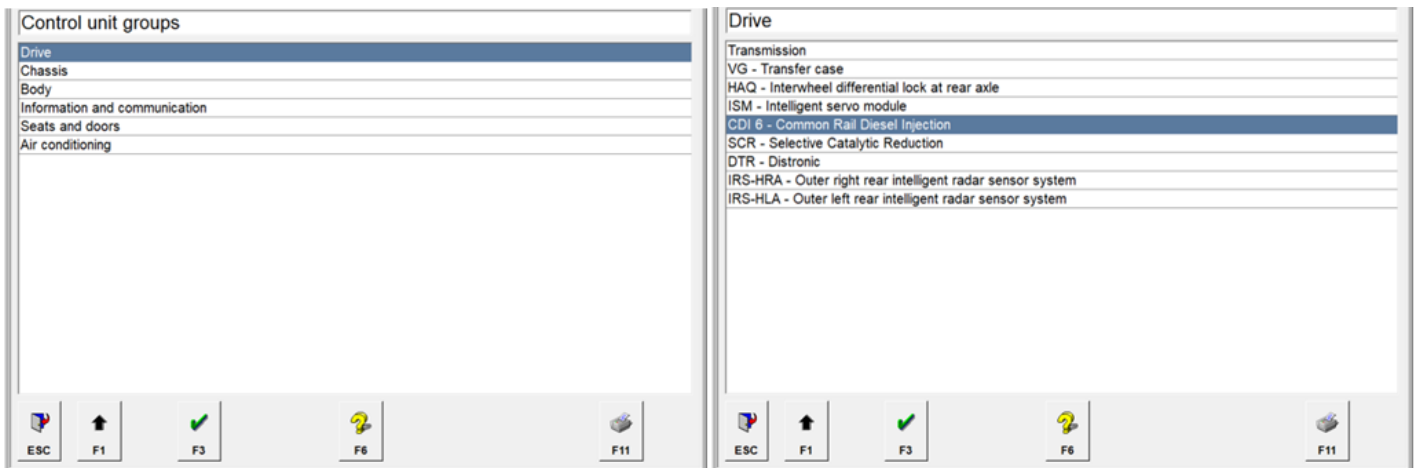 Control unit groups
Drive
Chassis
Body
Information and communication
Seats and doors
Air conditioning
ESC
F1
F3
F6
F11
Drive
Transmission
VG - Transfer case
HAQ - Interwheel differential lock at rear axle
ISM - Intelligent servo module
CDI 6 - Common Rail Diesel Injection
SCR - Selective Catalytic Reduction
DTR - Distronic
IRS-HRA - Outer right rear intelligent radar sensor system
IRS-HLA - Outer left rear intelligent radar sensor system
ESC
F1
F3
F6
F11